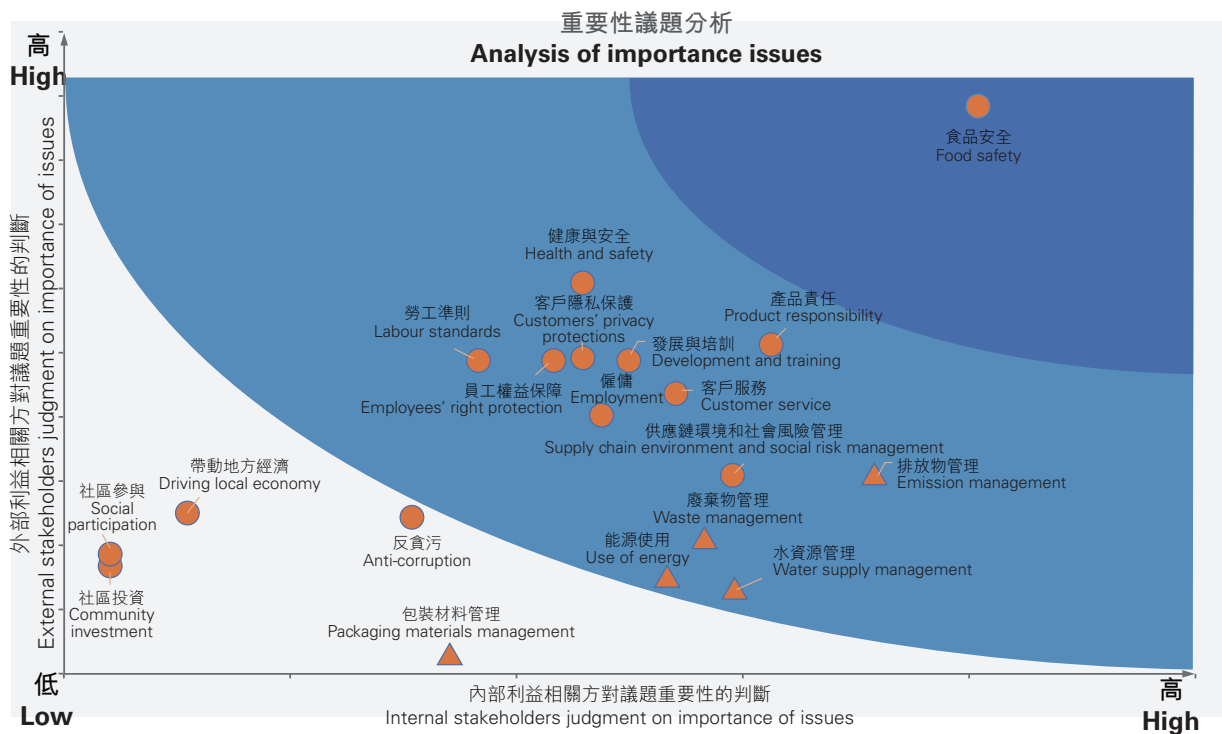 重要性議題分析
Analysis of importance issues
高
High
外部利益相關方對議題重要性的判斷
External stakeholders judgment on importance of issues
食品安全
Food safety
健康與安全
Health and safety
勞工準則
Labour standards
客戶隱私保護
Customers' privacy
protections
產品責任
Product responsibility
發展與培訓
Development and training
員工權益保障
Employees' right protection
僱傭
Employment
客戶服務
Customer service
供應鏈環境和社會風險管理
Supply chain environment and social risk management
排放物管理
Emission management
帶動地方經濟
Driving local economy
社區參與
Social
participation
廢棄物管理
Waste management
反貪污
Anti-corruption
能源使用
Use of energy
水資源管理
Water supply management
社區投資
Community
investment
包裝材料管理
Packaging materials management
低
Low
內部利益相關方對議題重要性的判斷
Internal stakeholders judgment on importance of issues
高
High